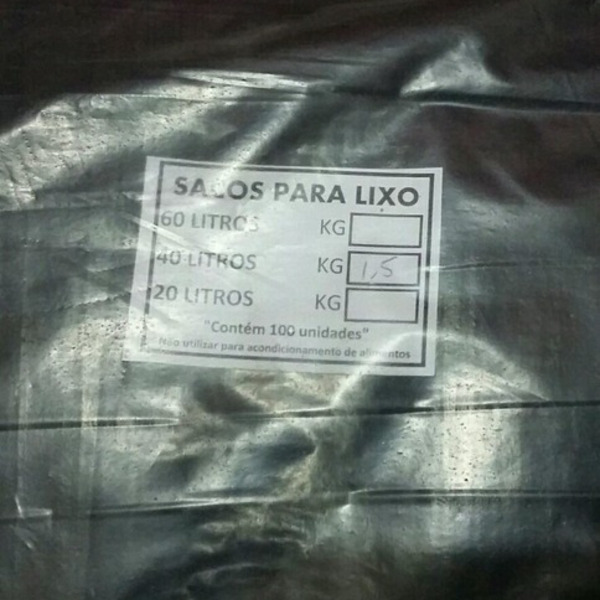 SACOS PARA LIXO
60 LITROS KG
40 LITROS KG 1,5
20 LITROS KG
"Contém 100 unidades"
Não utilizar para acondicionamento de alimentos